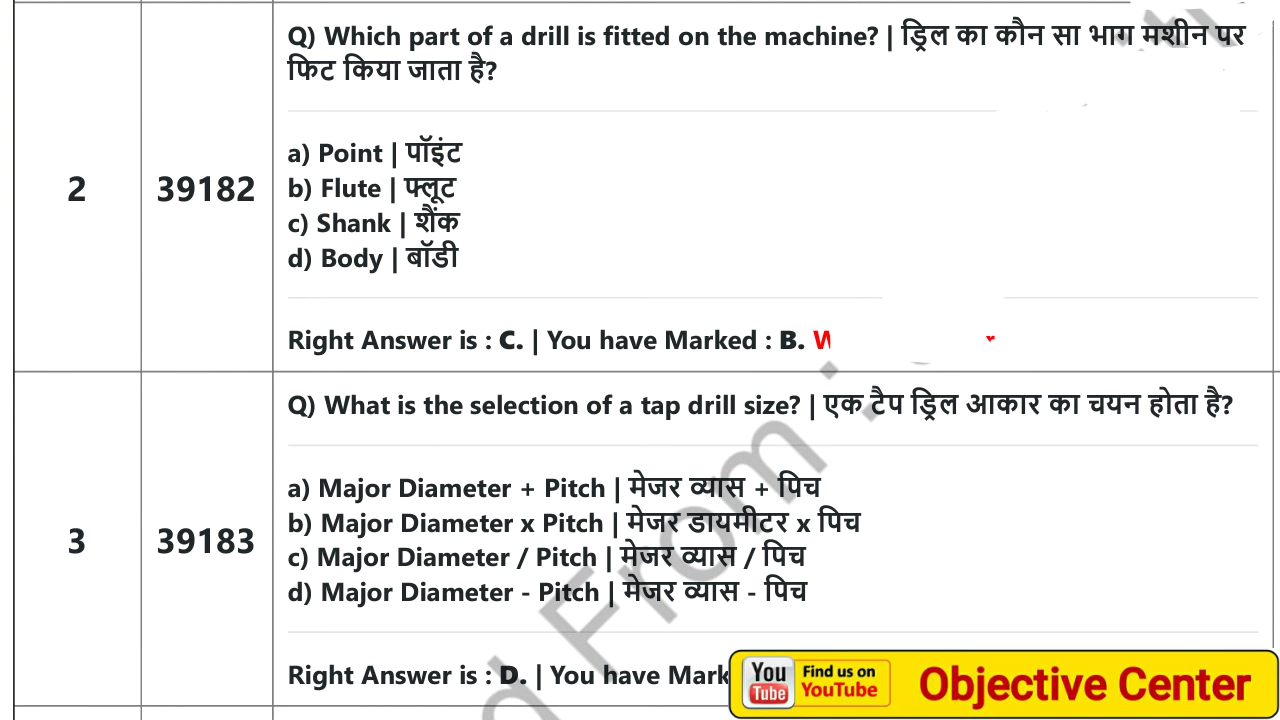 Q) Which part of a drill is fitted on the machine? | ड्रिल का कौन सा भाग मशीन पर
फिट किया जाता है?
a) Point | पॉइंट
2
39182
b) Flute | फ्लूट
c) Shank | शैंक
d) Body | बॉडी
Right Answer is : C. | You have Marked : B.
Q) What is the selection of a tap drill size? | एक टैप ड्रिल आकार का चयन होता है?
a) Major Diameter + Pitch | मेजर व्यास + पिच
b) Major Diameter x Pitch | मेजर डायमीटर x पिच
3
39183
c) Major Diameter / Pitch | मेजर व्यास / पिच
d) Major Diameter - Pitch | मेजर व्यास - पिच
Right Answer is : D. | You have Mark
You Tube
Find us on
YouTube
Objective Center
From :